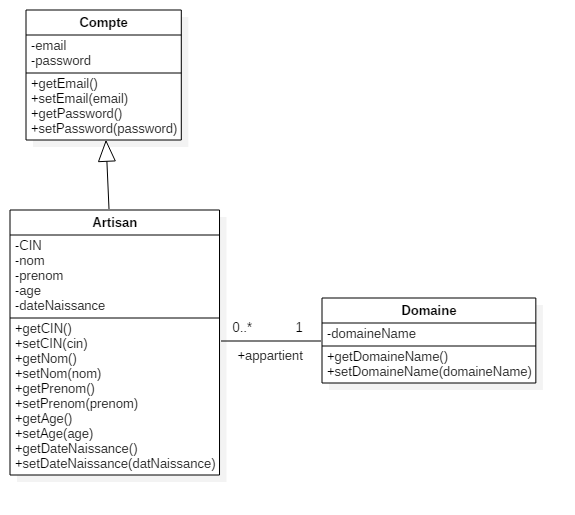 Compte
-email
-password
+getEmail()
+setEmail(email)
+getPassword()
+setPassword(password)
Artisan
-CIN
-nom
-prenom
-age
-dateNaissance
+getCIN()
+setCIN(cin)
+getNom()
+setNom(nom)
+getPrenom()
+setPrenom(prenom)
+getAge()
+setAge(age)
+getDateNaissance()
+setDateNaissance(datNaissance)
0..* 1
+appartient
Domaine
-domaineName
+getDomaineName()
+setDomaineName(domaineName)